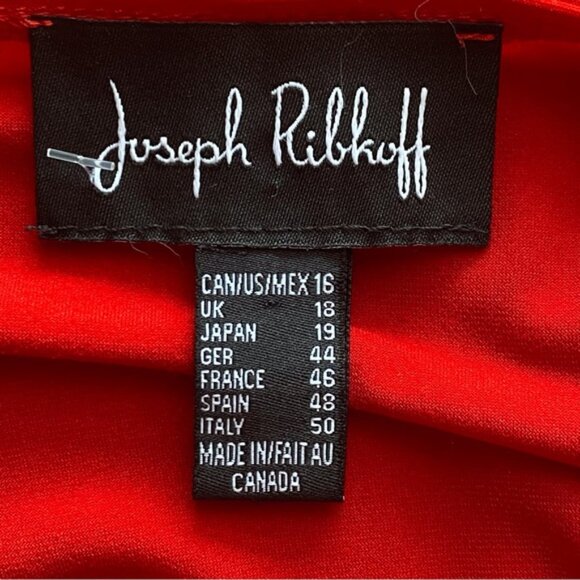 Joseph Ribkoff
CAN/US/MEX 16
UK 18
JAPAN 19
GER 44
FRANCE 46
SPAIN 48
ITALY 50
MADE IN/FAIT AU
CANADA